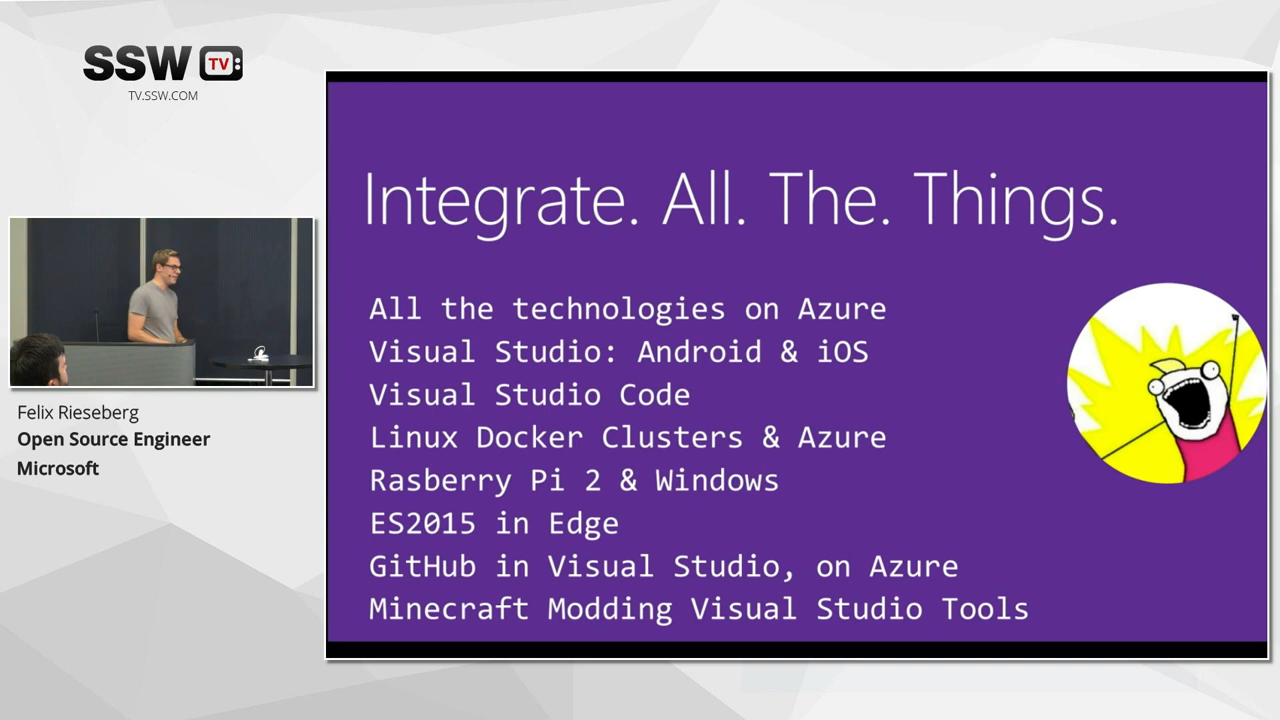 SSW TV
TV.SSW.COM
Integrate. All. The. Things.
All the technologies on Azure
Visual Studio: Android & iOS
Visual Studio Code
Linux Docker Clusters & Azure
Rasberry Pi 2 & Windows
ES2015 in Edge
GitHub in Visual Studio, on Azure
Minecraft Modding Visual Studio Tools
Felix Rieseberg
Open Source Engineer
Microsoft